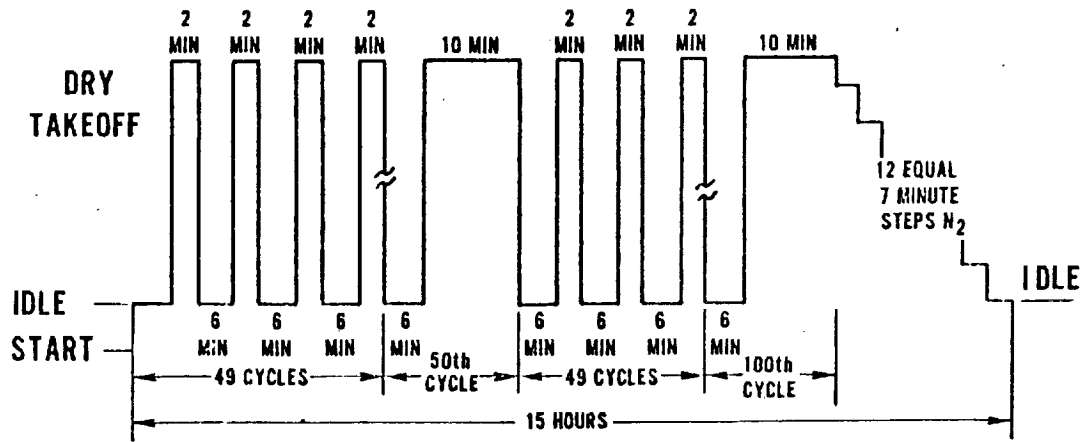 2 MIN 2 MIN 2 MIN 2 MIN 10 MIN 2 MIN 2 MIN 2 MIN 10 MIN
DRY
TAKEOFF
12 EQUAL
7 MINUTE
STEPS N2
IDLE
IDLE
START
6 MIN 6 MIN 6 MIN 6 MIN 6 MIN 6 MIN 6 MIN 6 MIN
49 CYCLES
50th
CYCLE
49 CYCLES
100th
CYCLE
15 HOURS